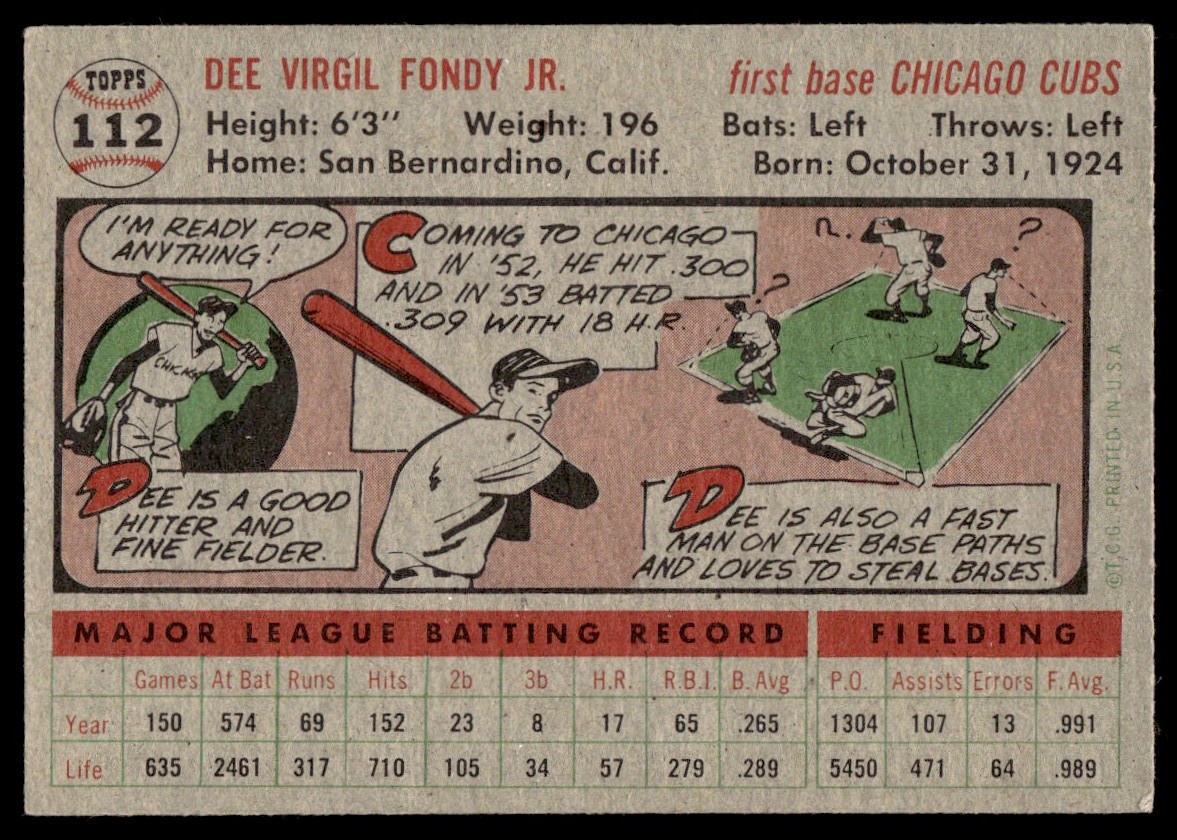 TOPPS
112
DEE VIRGIL FONDY JR.
first base CHICAGO CUBS
Height: 6'3" Weight: 196 Bats: Left Throws: Left
Home: San Bernardino, Calif. Born: October 31, 1924
I'M READY FOR
ANYTHING!
CHICAGO
DEE IS A GOOD
HITTER AND
FINE FIELDER.
COMING TO CHICAGO
IN '52, HE HIT .300
AND IN '53 BATTED
.309 WITH 18 H.R.
? . ?
?
DEE IS ALSO A FAST
MAN ON THE BASE PATHS
AND LOVES TO STEAL BASES.
©T.C.G. PRINTED IN U.S.A.
MAJOR LEAGUE BATTING RECORD FIELDING
Games At Bat Runs Hits 2b 3b H.R. R.B.I. B. Avg P.O. Assists Errors F. Avg.
Year 150 574 69 152 23 8 17 65 .265 1304 107 13 .991
Life 635 2461 317 710 105 34 57 279 .289 5450 471 64 .989